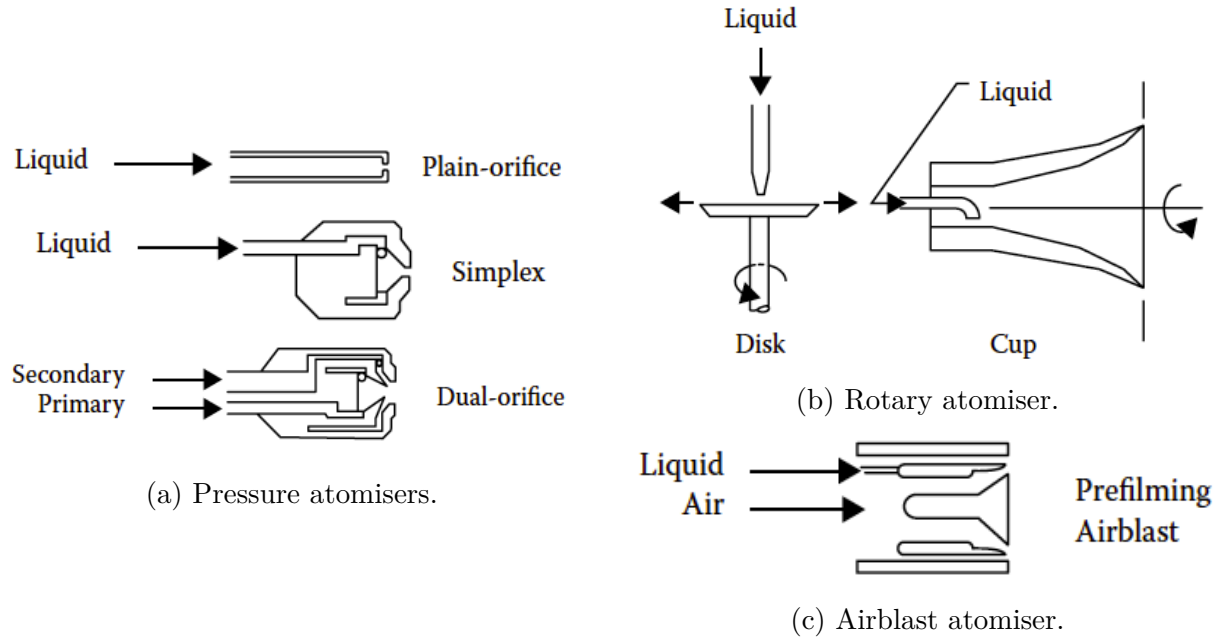 Liquid
Plain-orifice
Liquid
Simplex
Secondary
Primary
Dual-orifice
(a) Pressure atomisers.
Liquid
Liquid
Disk
Cup
(b) Rotary atomiser.
Liquid
Air
Prefilming
Airblast
(c) Airblast atomiser.